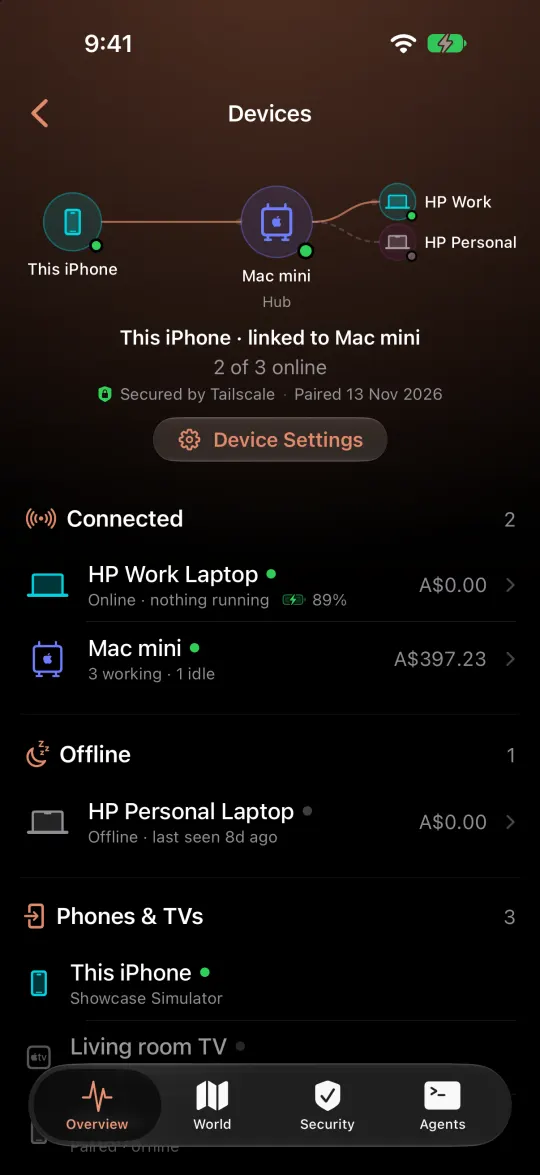 9:41
Devices
HP Work
HP Personal
This iPhone
Mac mini
Hub
This iPhone · linked to Mac mini
2 of 3 online
Secured by Tailscale · Paired 13 Nov 2026
Device Settings
Connected 2
HP Work Laptop
A$0.00
Online · nothing running 89%
Mac mini
A$397.23
3 working · 1 idle
Offline 1
HP Personal Laptop
A$0.00
Offline · last seen 8d ago
Phones & TVs 3
This iPhone
Showcase Simulator
Living room TV
tv
Overview World Security Agents
Paired · offline